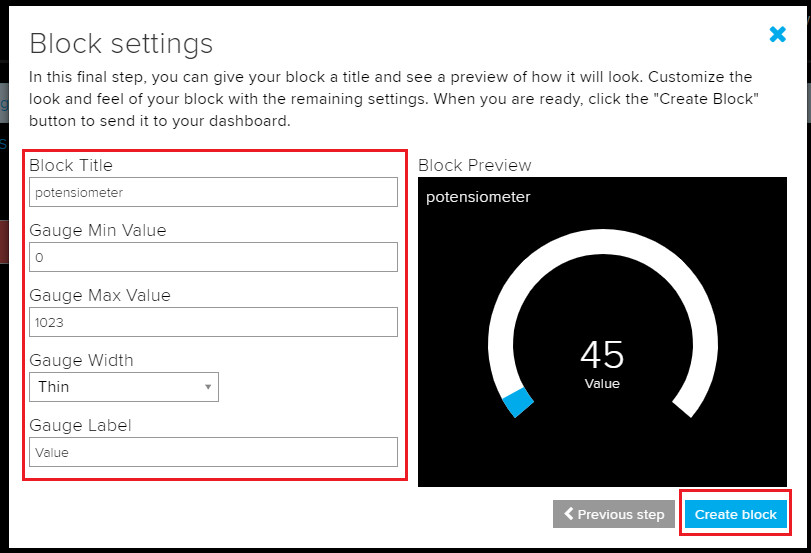 Block settings
In this final step, you can give your block a title and see a preview of how it will look. Customize the
look and feel of your block with the remaining settings. When you are ready, click the "Create Block"
button to send it to your dashboard.
Block Title
potensiometer
Gauge Min Value
0
Gauge Max Value
1023
Gauge Width
Thin
Gauge Label
Value
Block Preview
potensiometer
45
Value
Previous step
Create block